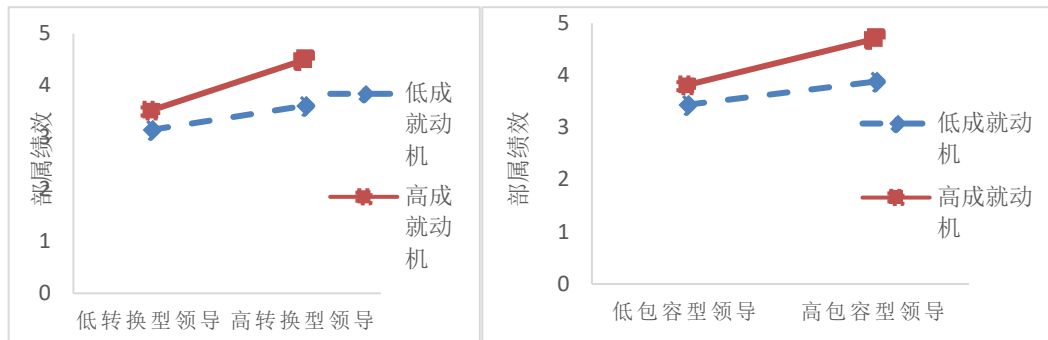 5
4
3
2
1
0
部属绩效
低转换型领导
高转换型领导
低成
就动
机
高成
就动
机
5
4
3
2
1
0
部属绩效
低包容型领导
高包容型领导
低成就动
机
高成就动
机